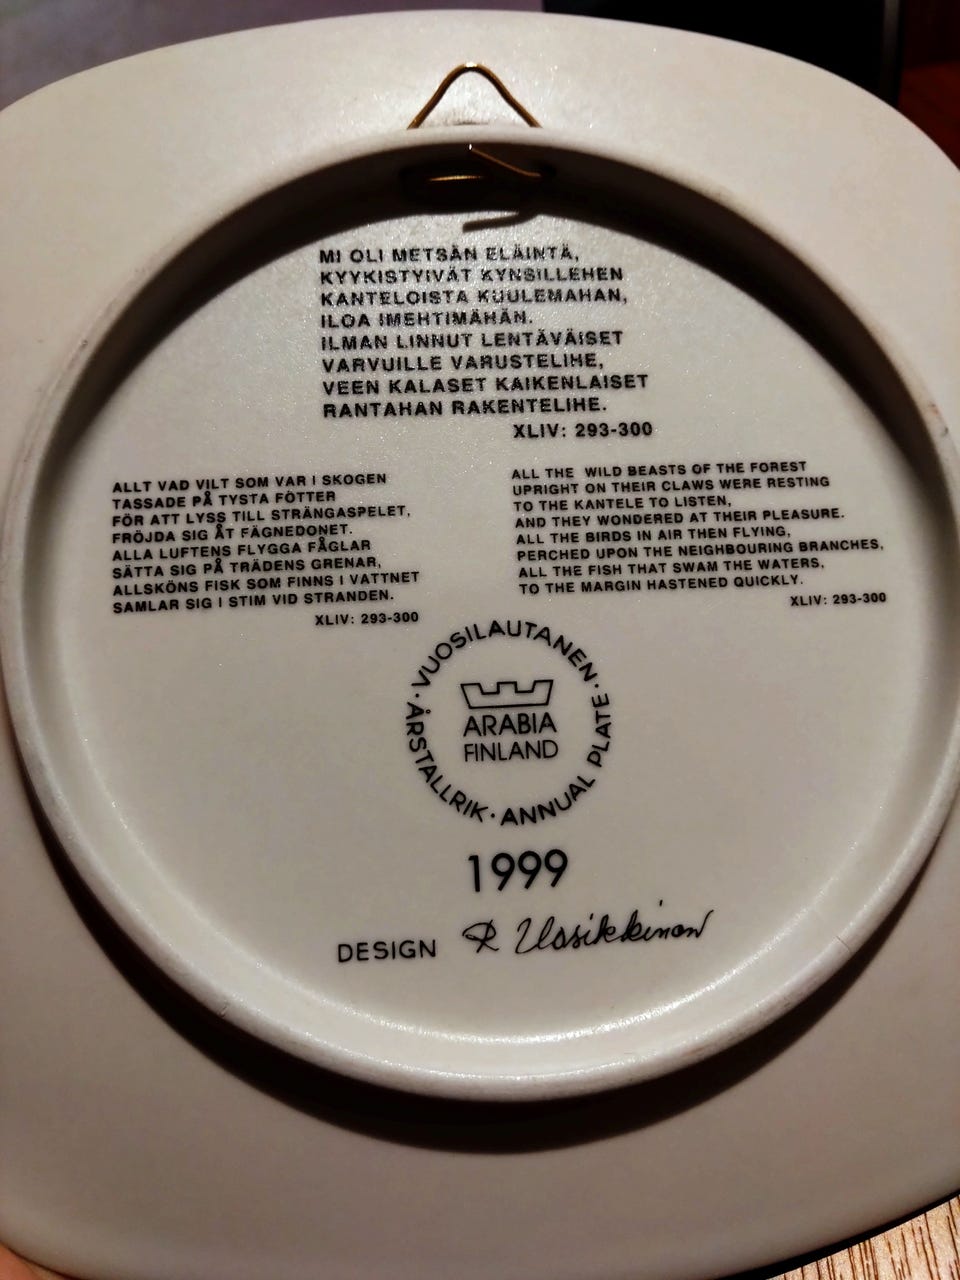 MI OLI METSÄN ELÄINTÄ,
KYYKISTYIVÄT KYNSILLEHEN
KANTELOISTA KUULEMAHAN,
ILOA IMEHTIMÄHÄN.
ILMAN LINNUT LENTÄVÄISET
VARVUILLE VARUSTELIHE,
VEEN KALASET KAIKENLAISET
RANTAHAN RAKENTELIHE.
XLIV: 293-300
ALLT VAD VILT SOM VAR I SKOGEN
TASSADE PÅ TYSTA FÖTTER
FÖR ATT LYSS TILL STRÄNGASPELET,
FRÖJDA SIG ÅT FÄGNEDONET.
ALLA LUFTENS FLYGGA FÅGLAR
SÄTTA SIG PÅ TRÄDENS GRENAR,
ALLSKÖNS FISK SOM FINNS I VATTNET
SAMLAR SIG I STIM VID STRANDEN.
XLIV: 293-300
ALL THE WILD BEASTS OF THE FOREST
UPRIGHT ON THEIR CLAWS WERE RESTING
TO THE KANTELE TO LISTEN,
AND THEY WONDERED AT THEIR PLEASURE.
ALL THE BIRDS IN AIR THEN FLYING,
PERCHED UPON THE NEIGHBOURING BRANCHES,
ALL THE FISH THAT SWAM THE WATERS,
TO THE MARGIN HASTENED QUICKLY.
XLIV: 293-300
· VUOSILAUTANEN · ANNUAL PLATE · ÅRSTALLRIK
ARABIA
FINLAND
1999
DESIGN R Uosikkinen